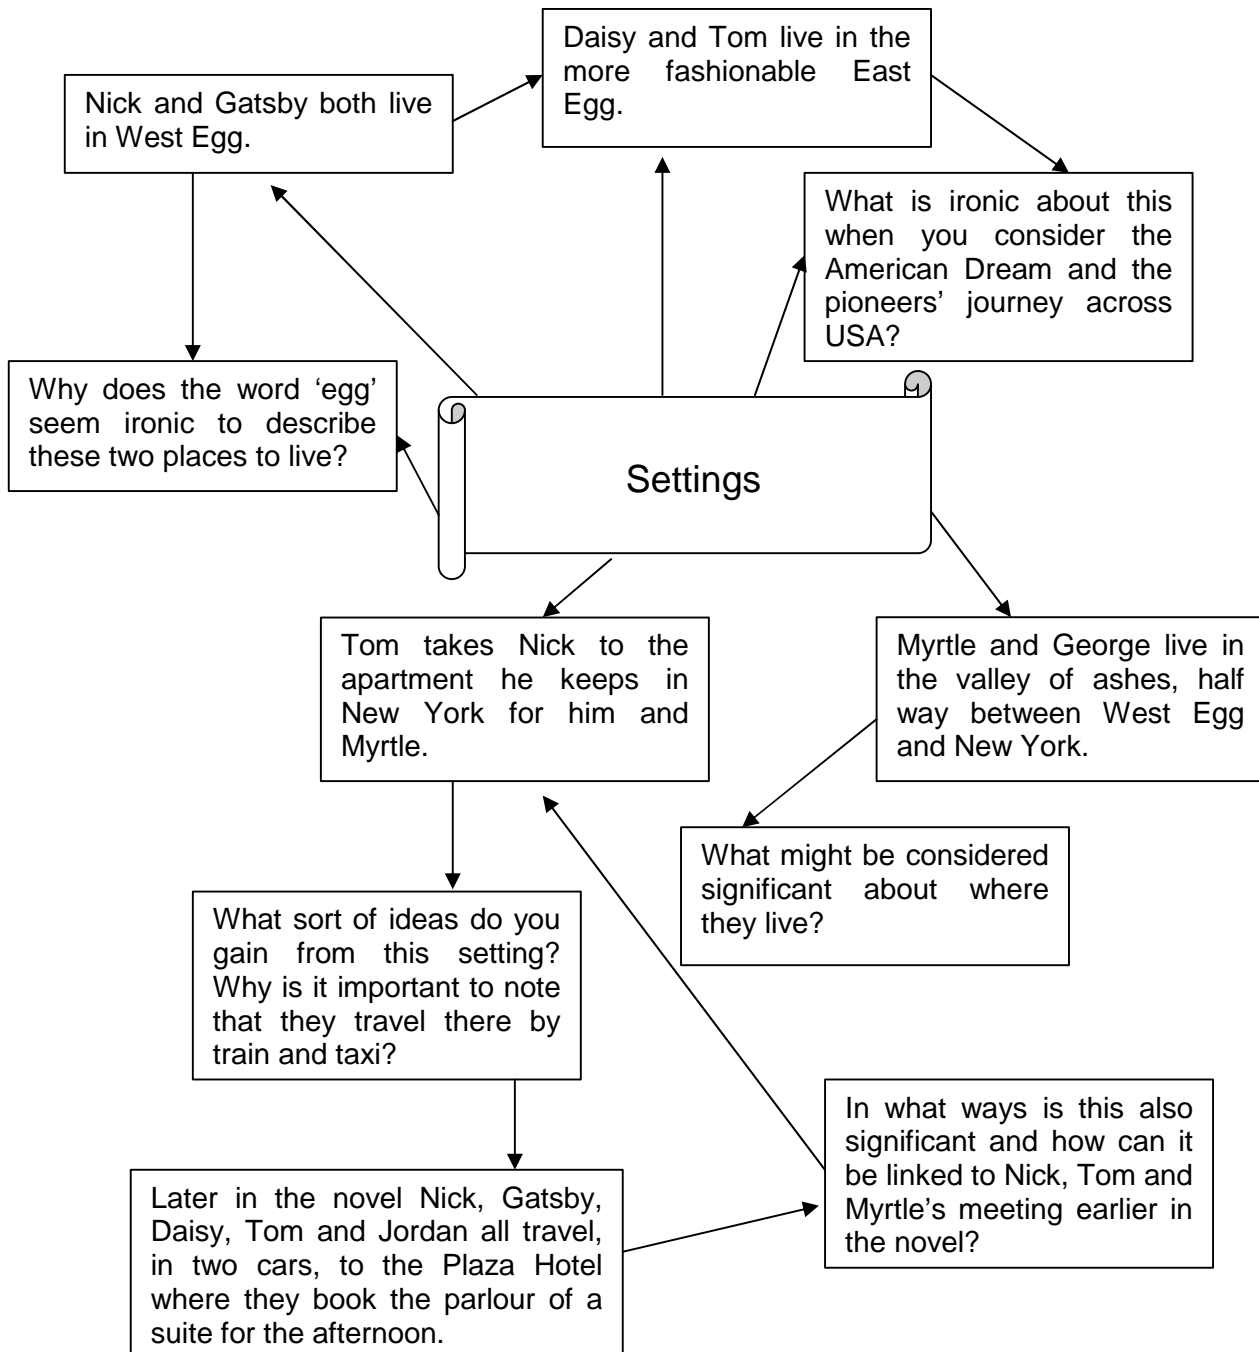 Daisy and Tom live in the
more fashionable East
Egg.
Nick and Gatsby both live
in West Egg.
What is ironic about this
when you consider the
American Dream and the
pioneers’ journey across
USA?
Why does the word ‘egg’
seem ironic to describe
these two places to live?
Settings
Tom takes Nick to the
apartment he keeps in
New York for him and
Myrtle.
Myrtle and George live in
the valley of ashes, half
way between West Egg
and New York.
What might be considered
significant about where
they live?
What sort of ideas do you
gain from this setting?
Why is it important to note
that they travel there by
train and taxi?
In what ways is this also
significant and how can it
be linked to Nick, Tom and
Myrtle’s meeting earlier in
the novel?
Later in the novel Nick, Gatsby,
Daisy, Tom and Jordan all travel,
in two cars, to the Plaza Hotel
where they book the parlour of a
suite for the afternoon.